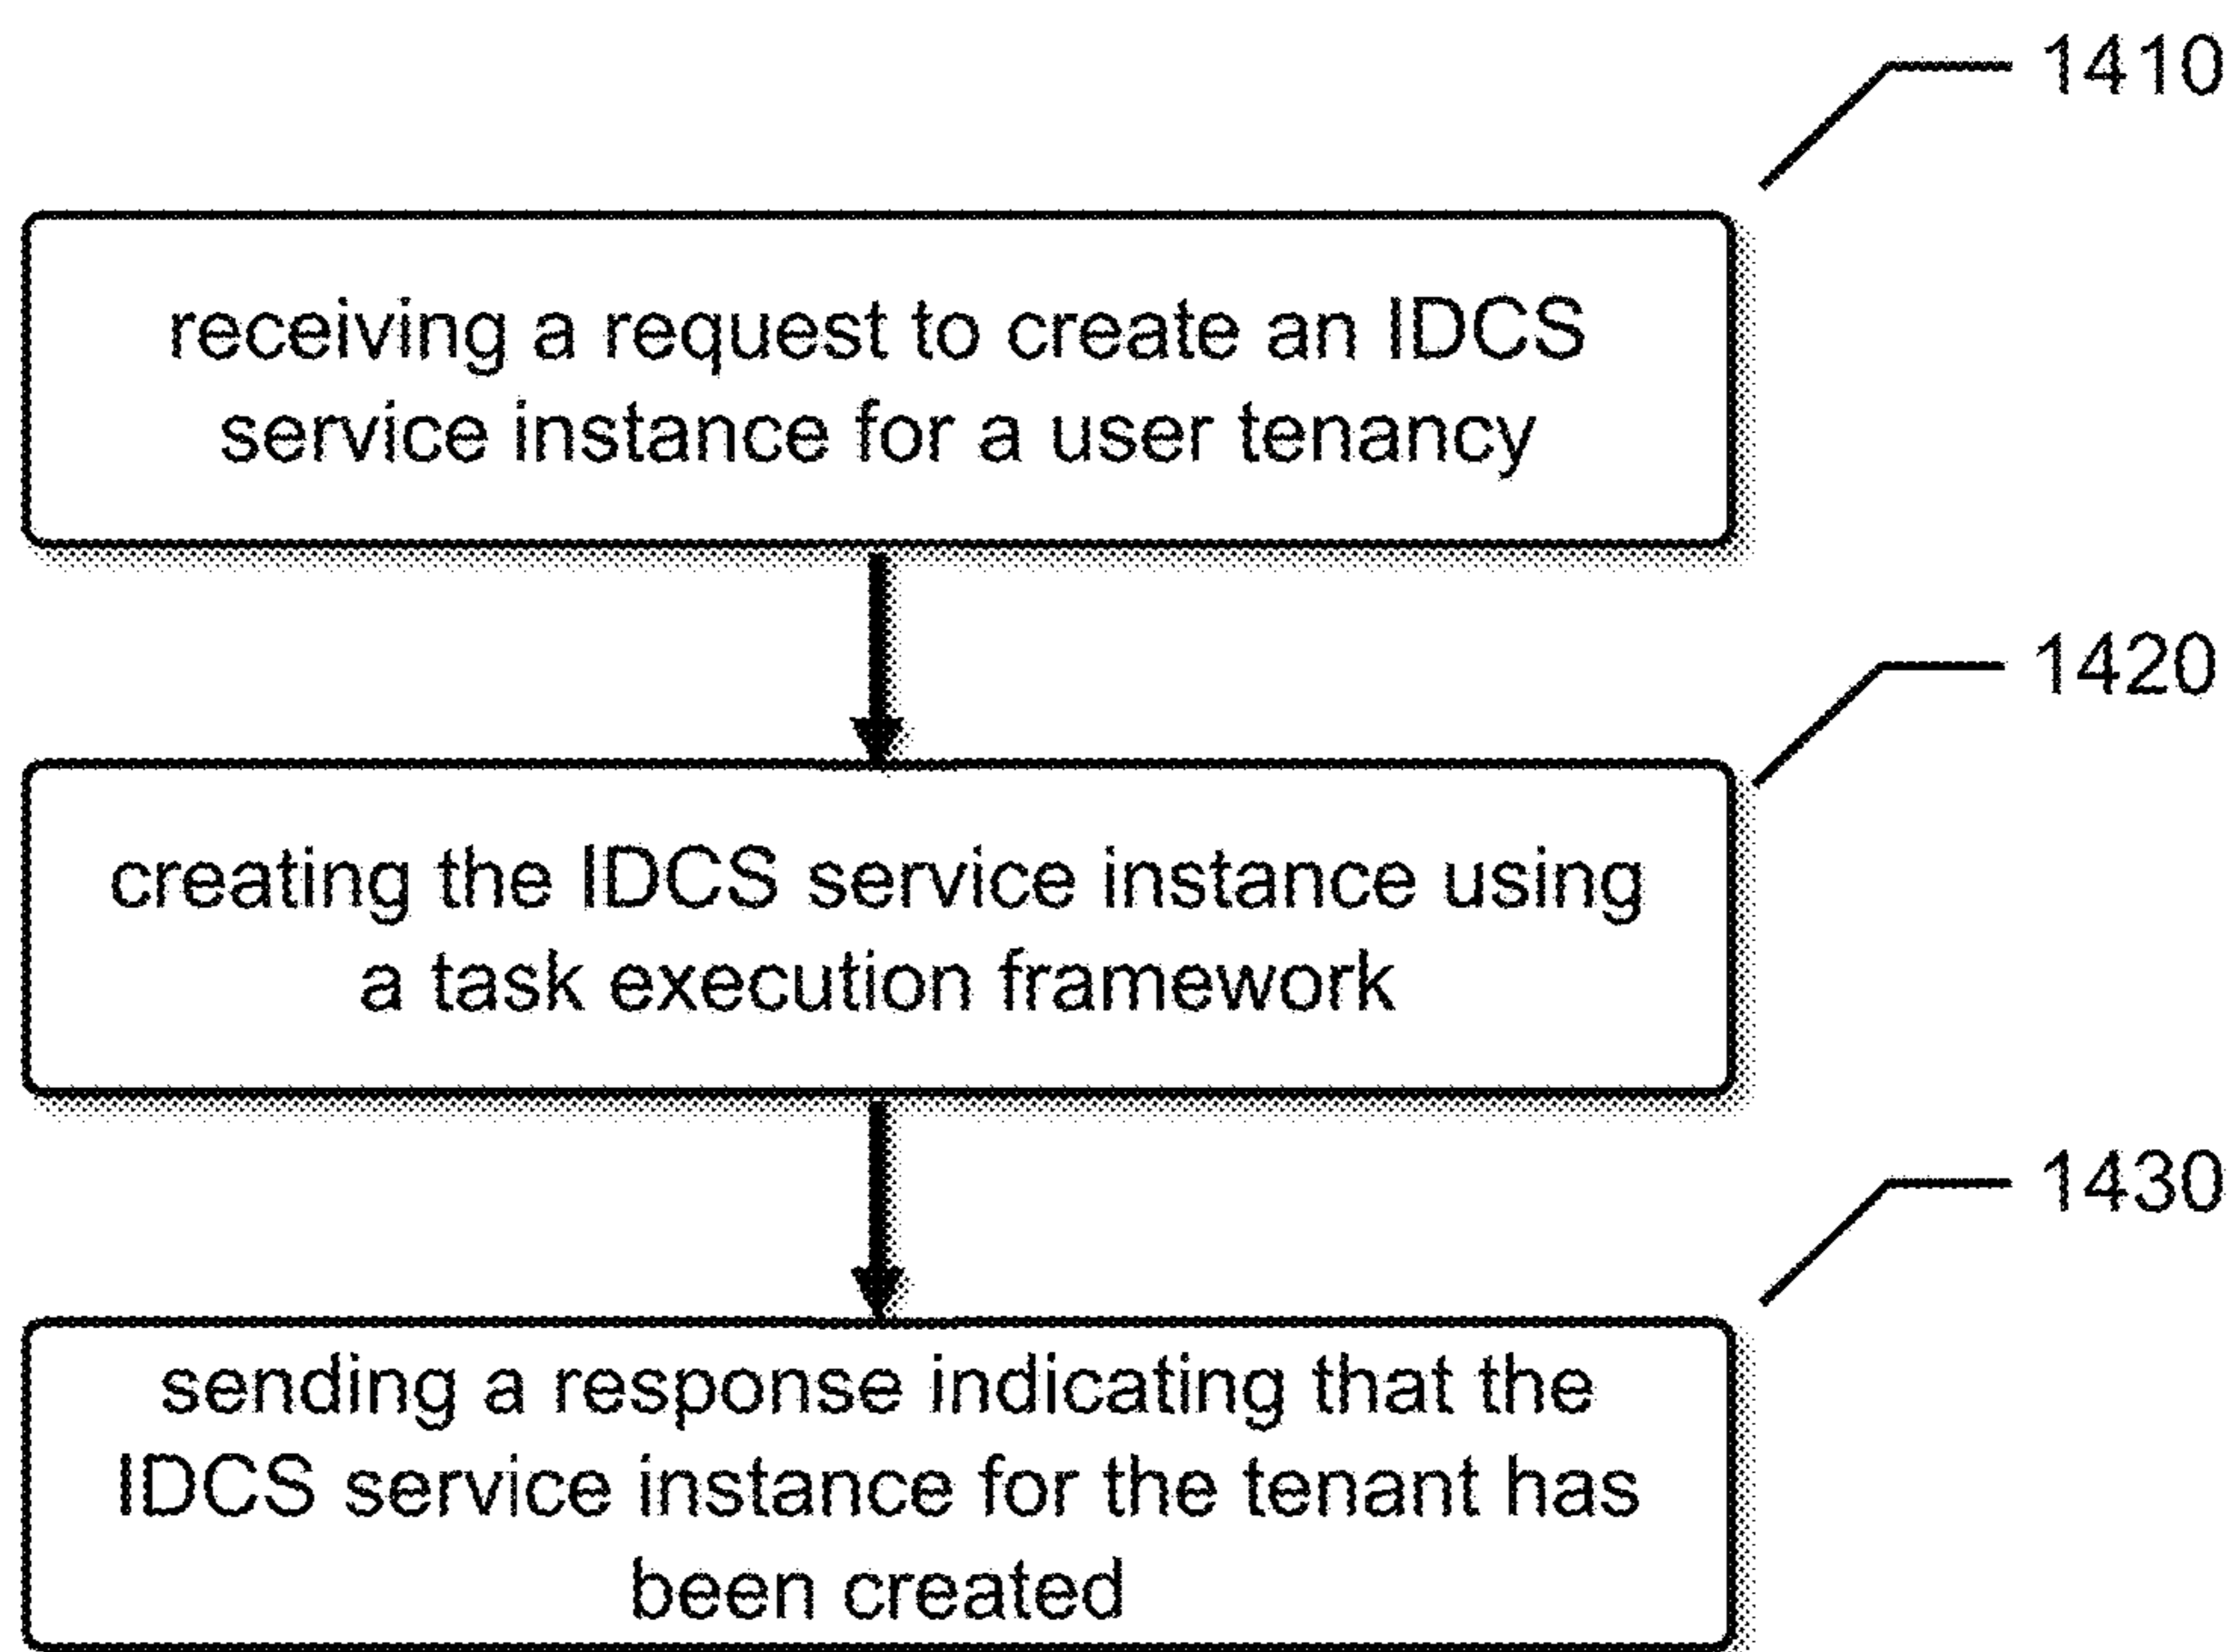 1410
receiving a request to create an IDCS
service instance for a user tenancy
1420
creating the IDCS service instance using
a task execution framework
1430
sending a response indicating that the
IDCS service instance for the tenant has
been created